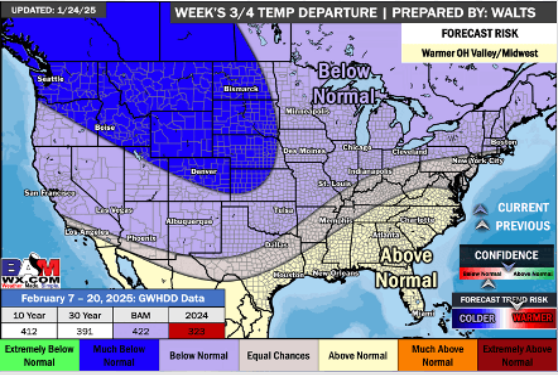 UPDATED: 1/24/25
WEEK'S 3/4 TEMP DEPARTURE | PREPARED BY: WALTS
FORECAST RISK
Warmer OH Valley/Midwest
Below
Normal
Seattle
Bismarck
Minneapolis
Boise
Boston
Des Moines
Chicago
Cleveland
New York City
Denver
Indianapolis
St. Louis
San Francisco
Las Vegas
Tulsa
Memphis
Charlotte
Albuquerque
Los Angeles
Phoenix
Atlanta
Dallas
Above
Normal
Houston
New Orleans
Miami
CURRENT
PREVIOUS
CONFIDENCE
Below Normal
Above Normal
FORECAST TREND RISK
COLDER
WARMER
BAM
WX.COM
Weather. Made. Simple.
February 7 – 20, 2025: GWHDD Data
10 Year 30 Year BAM 2024
412 391 422 323
Extremely Below Normal
Much Below Normal
Below Normal
Equal Chances
Above Normal
Much Above Normal
Extremely Above Normal